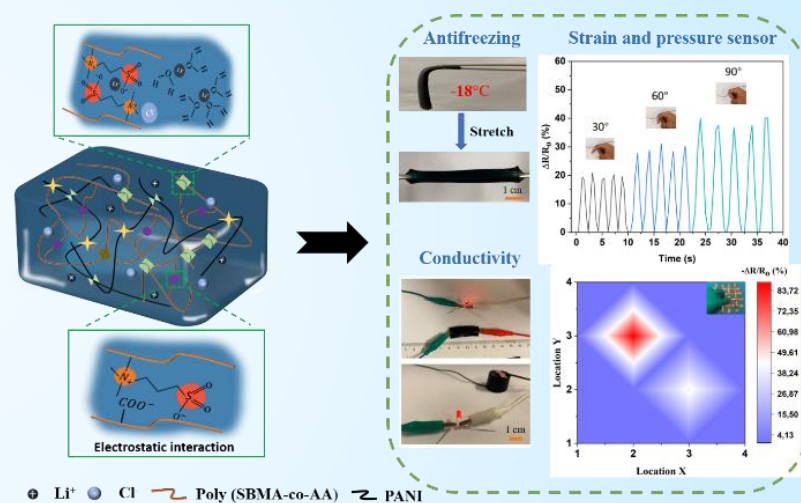 Antifreezing
-18°C
Stretch
1 cm
Strain and pressure sensor
ΔR/R₀ (%)
60
50
40
30
20
10
0
30°
60°
90°
0 5 10 15 20 25 30 35 40
Time (s)
Conductivity
1 cm
-ΔR/R₀ (%)
83,72
72,35
60,98
49,61
38,24
26,87
15,50
4,13
Location Y
4
3
2
1
1 2 3 4
Location X
Cl
Li⁺
N+
COO⁻
S
O
O
O⁻
Electrostatic interaction
Li⁺ Cl Poly (SBMA-co-AA) PANI